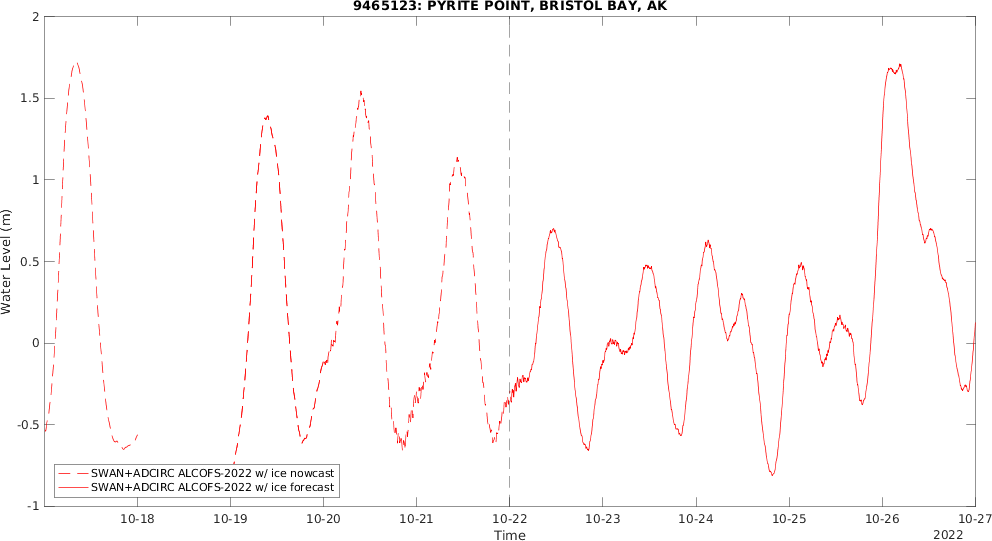 9465123: PYRITE POINT, BRISTOL BAY, AK
Water Level (m)
2
1.5
1
0.5
0
-0.5
-1
SWAN+ADCIRC ALCOFS-2022 w/ ice nowcast
SWAN+ADCIRC ALCOFS-2022 w/ ice forecast
10-18 10-19 10-20 10-21 10-22 10-23 10-24 10-25 10-26 10-27
Time
2022